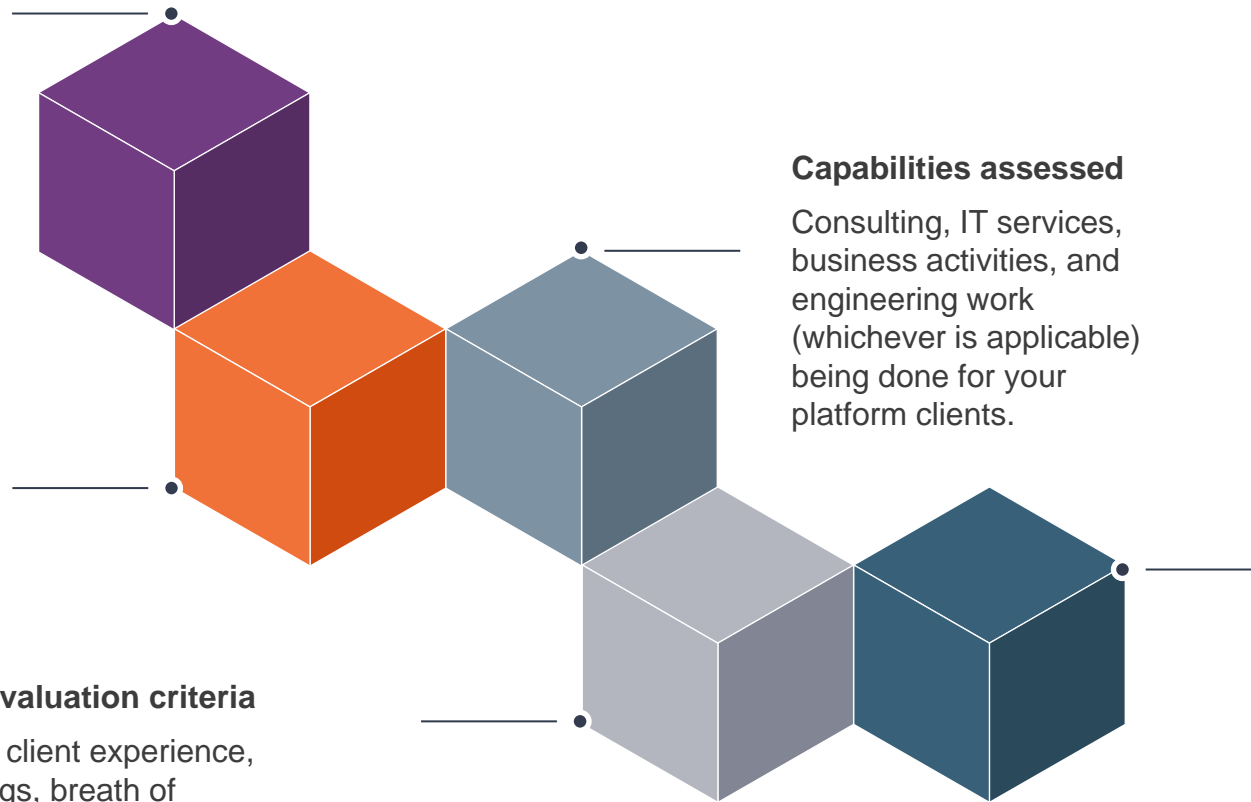 Capabilities assessed
Consulting, IT services,
business activities, and
engineering work
(whichever is applicable)
being done for your
platform clients.
valuation criteria
client experience,
gs, breath of